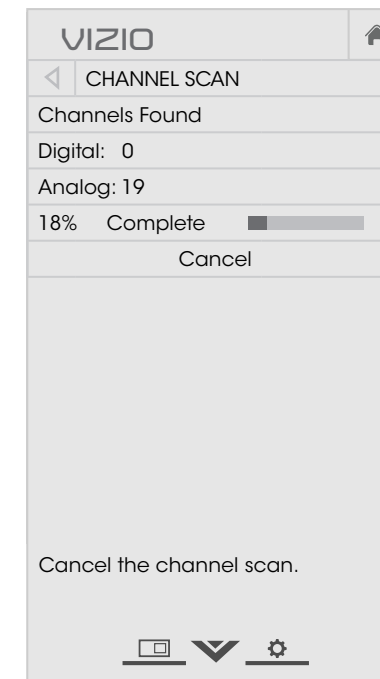 VIZIO
CHANNEL SCAN
Channels Found
Digital: 0
Analog: 19
18% Complete
Cancel
Cancel the channel scan.